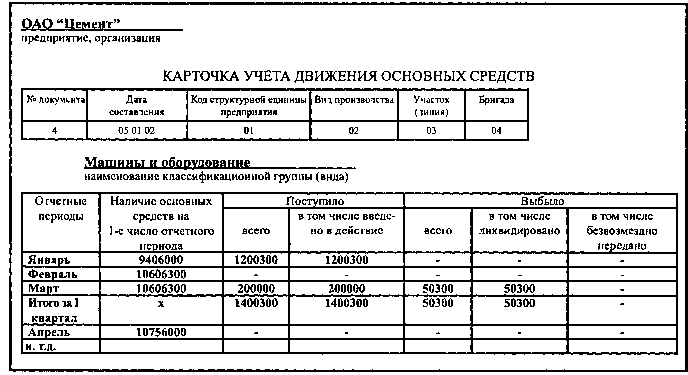 ОАО “Цемент”
предприятие, организация
КАРТОЧКА УЧЕТА ДВИЖЕНИЯ ОСНОВНЫХ СРЕДСТВ
№ документа Дата составления Код структурной единицы предприятия Вид производства Участок (линия) Бригада
4 05 01 02 01 02 03 04
Машины и оборудование
наименование классификационной группы (вида)
Отчетные периоды Наличие основных средств на 1-е число отчетного периода Поступило Выбыло
всего в том числе введено в действие всего в том числе ликвидировано в том числе безвозмездно передано
Январь 9406000 1200300 1200300 - - -
Февраль 10606300 - - - - -
Март 10606300 200000 200000 50300 50300 -
Итого за I квартал х 1400300 1400300 50300 50300 -
Апрель 10756000 - - - - -
и. т.д.